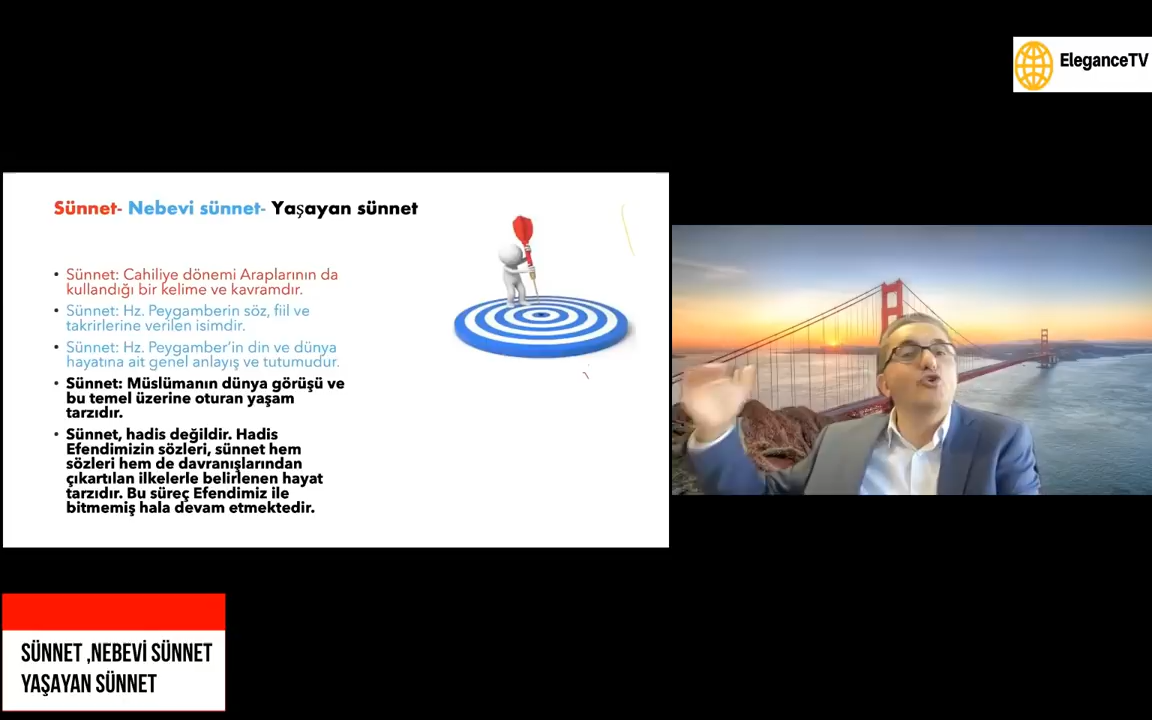 EleganceTV
Sünnet- Nebevi sünnet- Yaşayan sünnet
• Sünnet: Cahiliye dönemi Araplarının da
kullandığı bir kelime ve kavramdır.
• Sünnet: Hz. Peygamberin söz, fiil ve
takrirlerine verilen isimdir.
• Sünnet: Hz. Peygamber'in din ve dünya
hayatına ait genel anlayış ve tutumudur.
• Sünnet: Müslümanın dünya görüşü ve
bu temel üzerine oturan yaşam
tarzıdır.
• Sünnet, hadis değildir. Hadis
Efendimizin sözleri, sünnet hem
sözleri hem de davranışlarından
çıkartılan ilkelerle belirlenen hayat
tarzıdır. Bu süreç Efendimiz ile
bitmemiş hala devam etmektedir.
SÜNNET ,NEBEVİ SÜNNET
YAŞAYAN SÜNNET